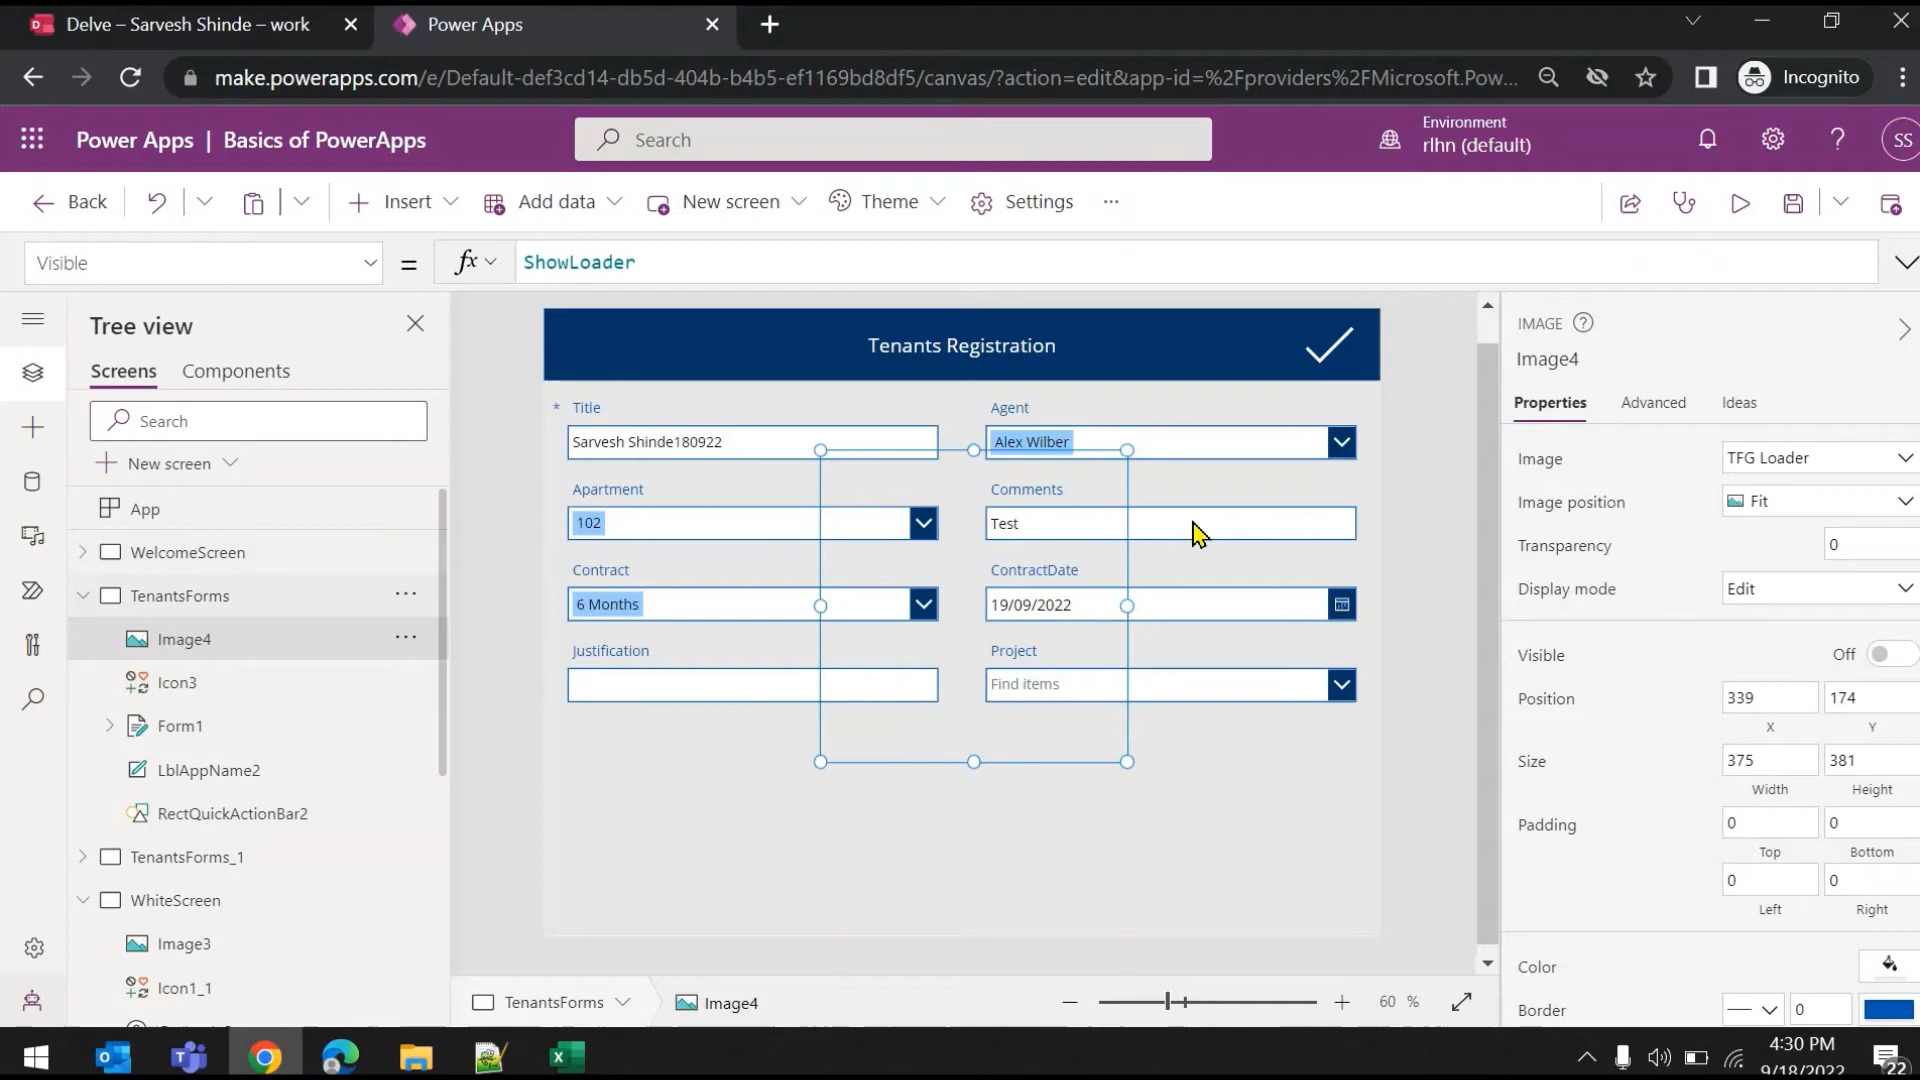 Delve – Sarvesh Shinde – work
Power Apps
make.powerapps.com/e/Default-def3cd14-db5d-404b-b4b5-ef1169bd8df5/canvas/?action=edit&app-id=%2Fproviders%2FMicrosoft.Pow...
Incognito
Power Apps | Basics of PowerApps
Search
Environment
rlhn (default)
SS
Back
Insert
Add data
New screen
Theme
Settings
Visible
=
fx
ShowLoader
Tree view
Screens
Components
Search
New screen
App
WelcomeScreen
TenantsForms
Image4
Icon3
Form1
LblAppName2
RectQuickActionBar2
TenantsForms_1
WhiteScreen
Image3
Icon1_1
Tenants Registration
* Title
Sarvesh Shinde180922
Agent
Alex Wilber
Apartment
102
Comments
Test
Contract
6 Months
ContractDate
19/09/2022
Justification
Project
Find items
TenantsForms
Image4
60 %
IMAGE
Image4
Properties
Advanced
Ideas
Image
TFG Loader
Image position
Fit
Transparency
0
Display mode
Edit
Visible
Off
Position
339
174
X
Y
Size
375
381
Width
Height
Padding
0
0
Top
Bottom
0
0
Left
Right
Color
Border
0
4:30 PM
9/18/2022
22